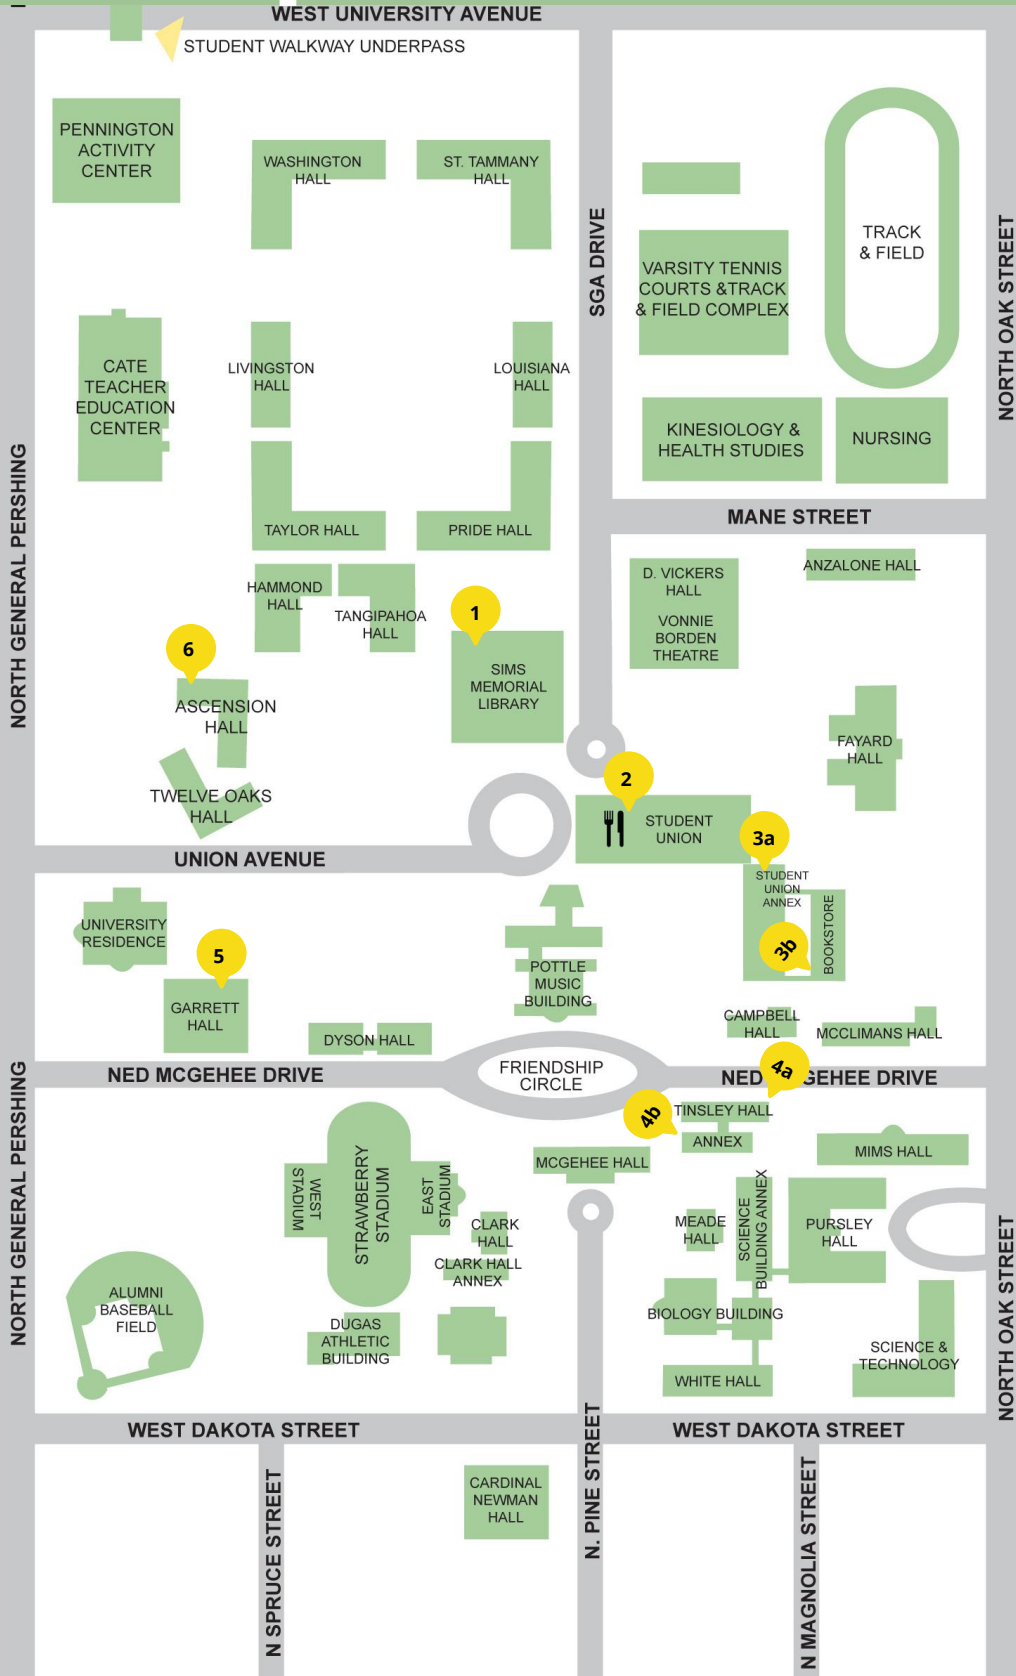 WEST UNIVERSITY AVENUE
STUDENT WALKWAY UNDERPASS
PENNINGTON
ACTIVITY
CENTER
WASHINGTON
HALL
ST. TAMMANY
HALL
SGA DRIVE
TRACK
& FIELD
VARSITY TENNIS
COURTS &TRACK
& FIELD COMPLEX
NORTH OAK STREET
CATE
TEACHER
EDUCATION
CENTER
LIVINGSTON
HALL
LOUISIANA
HALL
KINESIOLOGY &
HEALTH STUDIES
NURSING
NORTH GENERAL PERSHING
TAYLOR HALL
PRIDE HALL
MANE STREET
HAMMOND
HALL
TANGIPAHOA
HALL
1
SIMS
MEMORIAL
LIBRARY
D. VICKERS
HALL
VONNIE
BORDEN
THEATRE
ANZALONE HALL
6
ASCENSION
HALL
TWELVE OAKS
HALL
FAYARD
HALL
2
STUDENT
UNION
3a
STUDENT
UNION
ANNEX
3b
BOOKSTORE
UNION AVENUE
UNIVERSITY
RESIDENCE
5
GARRETT
HALL
DYSON HALL
POTTLE
MUSIC
BUILDING
CAMPBELL
HALL
MCCLIMANS HALL
NED MCGEHEE DRIVE
FRIENDSHIP
CIRCLE
NED GEHEE DRIVE
4a
4b
TINSLEY HALL
ANNEX
MIMS HALL
NORTH GENERAL PERSHING
WEST
STADIUM
STRAWBERRY
STADIUM
EAST
STADIUM
MCGEHEE HALL
CLARK
HALL
CLARK HALL
ANNEX
MEADE
HALL
SCIENCE
BUILDING ANNEX
PURSLEY
HALL
NORTH OAK STREET
ALUMNI
BASEBALL
FIELD
DUGAS
ATHLETIC
BUILDING
BIOLOGY BUILDING
SCIENCE &
TECHNOLOGY
WHITE HALL
WEST DAKOTA STREET
WEST DAKOTA STREET
N SPRUCE STREET
CARDINAL
NEWMAN
HALL
N. PINE STREET
N MAGNOLIA STREET